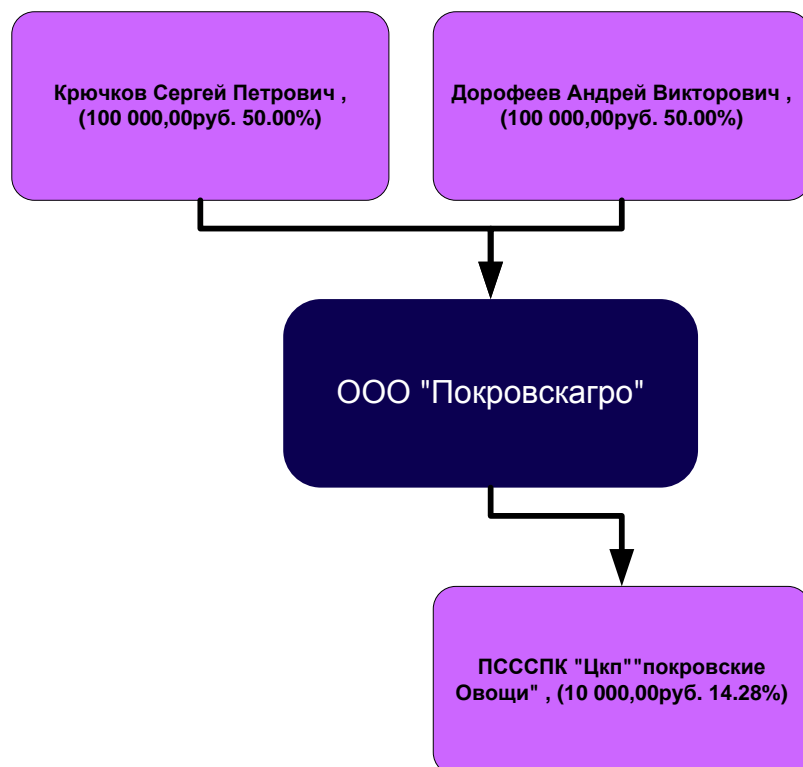 Крючков Сергей Петрович ,
(100 000,00руб. 50.00%)
Дорофеев Андрей Викторович ,
(100 000,00руб. 50.00%)
ООО "Покровскагро"
ПСССПК "Цкп""покровские
Овощи" , (10 000,00руб. 14.28%)